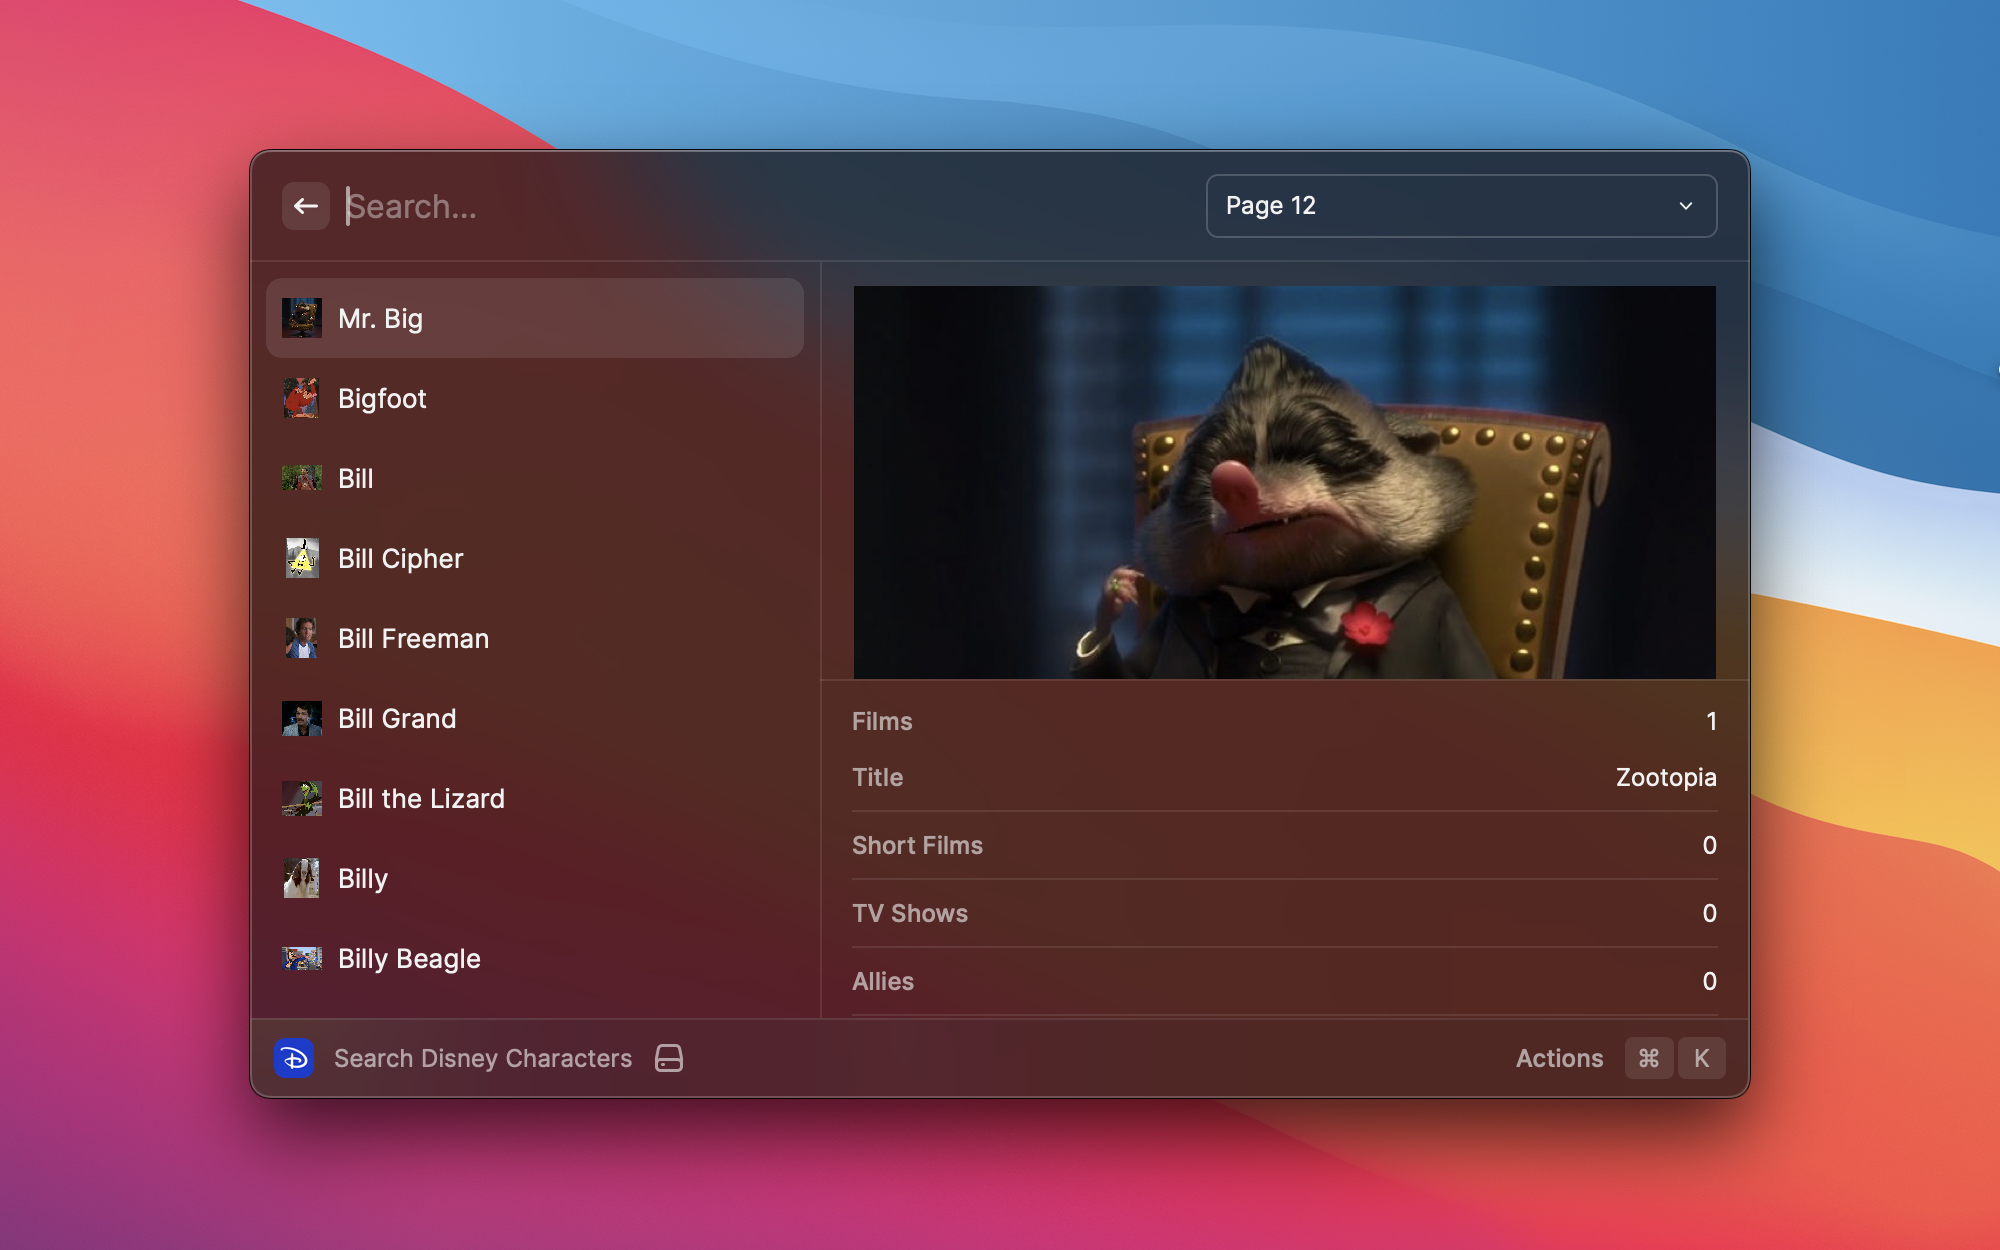 Search...
Page 12
Mr. Big
Bigfoot
Bill
Bill Cipher
Bill Freeman
Bill Grand
Bill the Lizard
Billy
Billy Beagle
Films 1
Title Zootopia
Short Films 0
TV Shows 0
Allies 0
Search Disney Characters
Actions ⌘ K